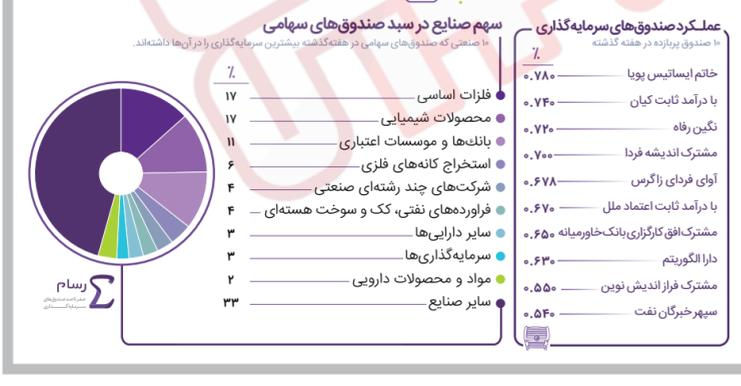 عملکرد صندوق‌های سرمایه‌گذاری
۱۰ صندوق پربازده در هفته گذشته
٪
خاتم ایساتیس پویا ۰.۷۸۰
با درآمد ثابت کیان ۰.۷۴۰
نگین رفاه ۰.۷۲۰
مشترک اندیشه فردا ۰.۷۰۰
آوای فردای زاگرس ۰.۶۷۸
با درآمد ثابت اعتماد ملل ۰.۶۷۰
مشترک افق کارگزاری بانک خاورمیانه ۰.۶۵۰
دارا الگوریتم ۰.۶۳۰
مشترک فراز اندیش نوین ۰.۵۵۰
سپهر خبرگان نفت ۰.۵۴۰
سهم صنایع در سبد صندوق‌های سهامی
۱۰ صنعتی که صندوق‌های سهامی در هفته‌گذشته بیشترین سرمایه‌گذاری را در آن‌ها داشته‌اند.
٪
فلزات اساسی ۱۷
محصولات شیمیایی ۱۷
بانک‌ها و موسسات اعتباری ۱۱
استخراج کانه‌های فلزی ۶
شرکت‌های چند رشته‌ای صنعتی ۴
فراورده‌های نفتی، کک و سوخت هسته‌ای ۴
سایر دارایی‌ها ۳
سرمایه‌گذاری‌ها ۳
مواد و محصولات دارویی ۲
سایر صنایع ۳۳
رسام